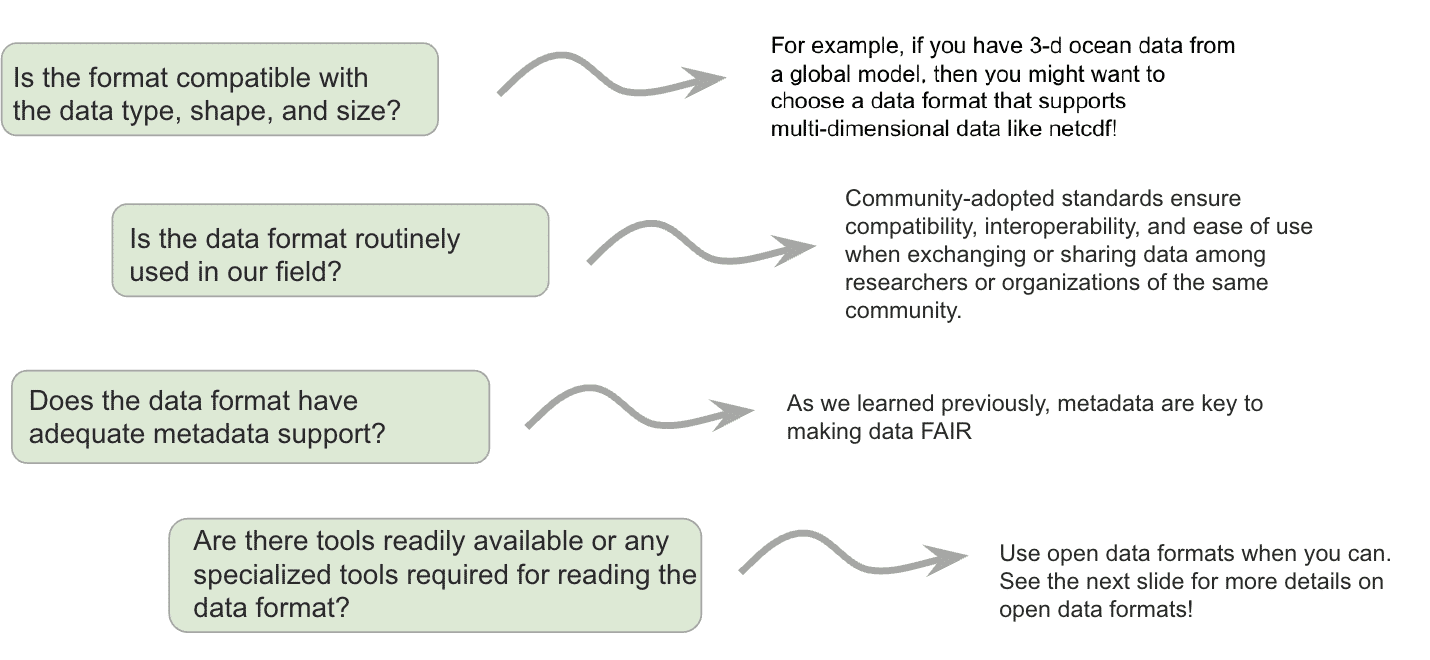 Is the format compatible with
the data type, shape, and size?
For example, if you have 3-d ocean data from
a global model, then you might want to
choose a data format that supports
multi-dimensional data like netcdf!
Is the data format routinely
used in our field?
Community-adopted standards ensure
compatibility, interoperability, and ease of use
when exchanging or sharing data among
researchers or organizations of the same
community.
Does the data format have
adequate metadata support?
As we learned previously, metadata are key to
making data FAIR
Are there tools readily available or any
specialized tools required for reading the
data format?
Use open data formats when you can.
See the next slide for more details on
open data formats!